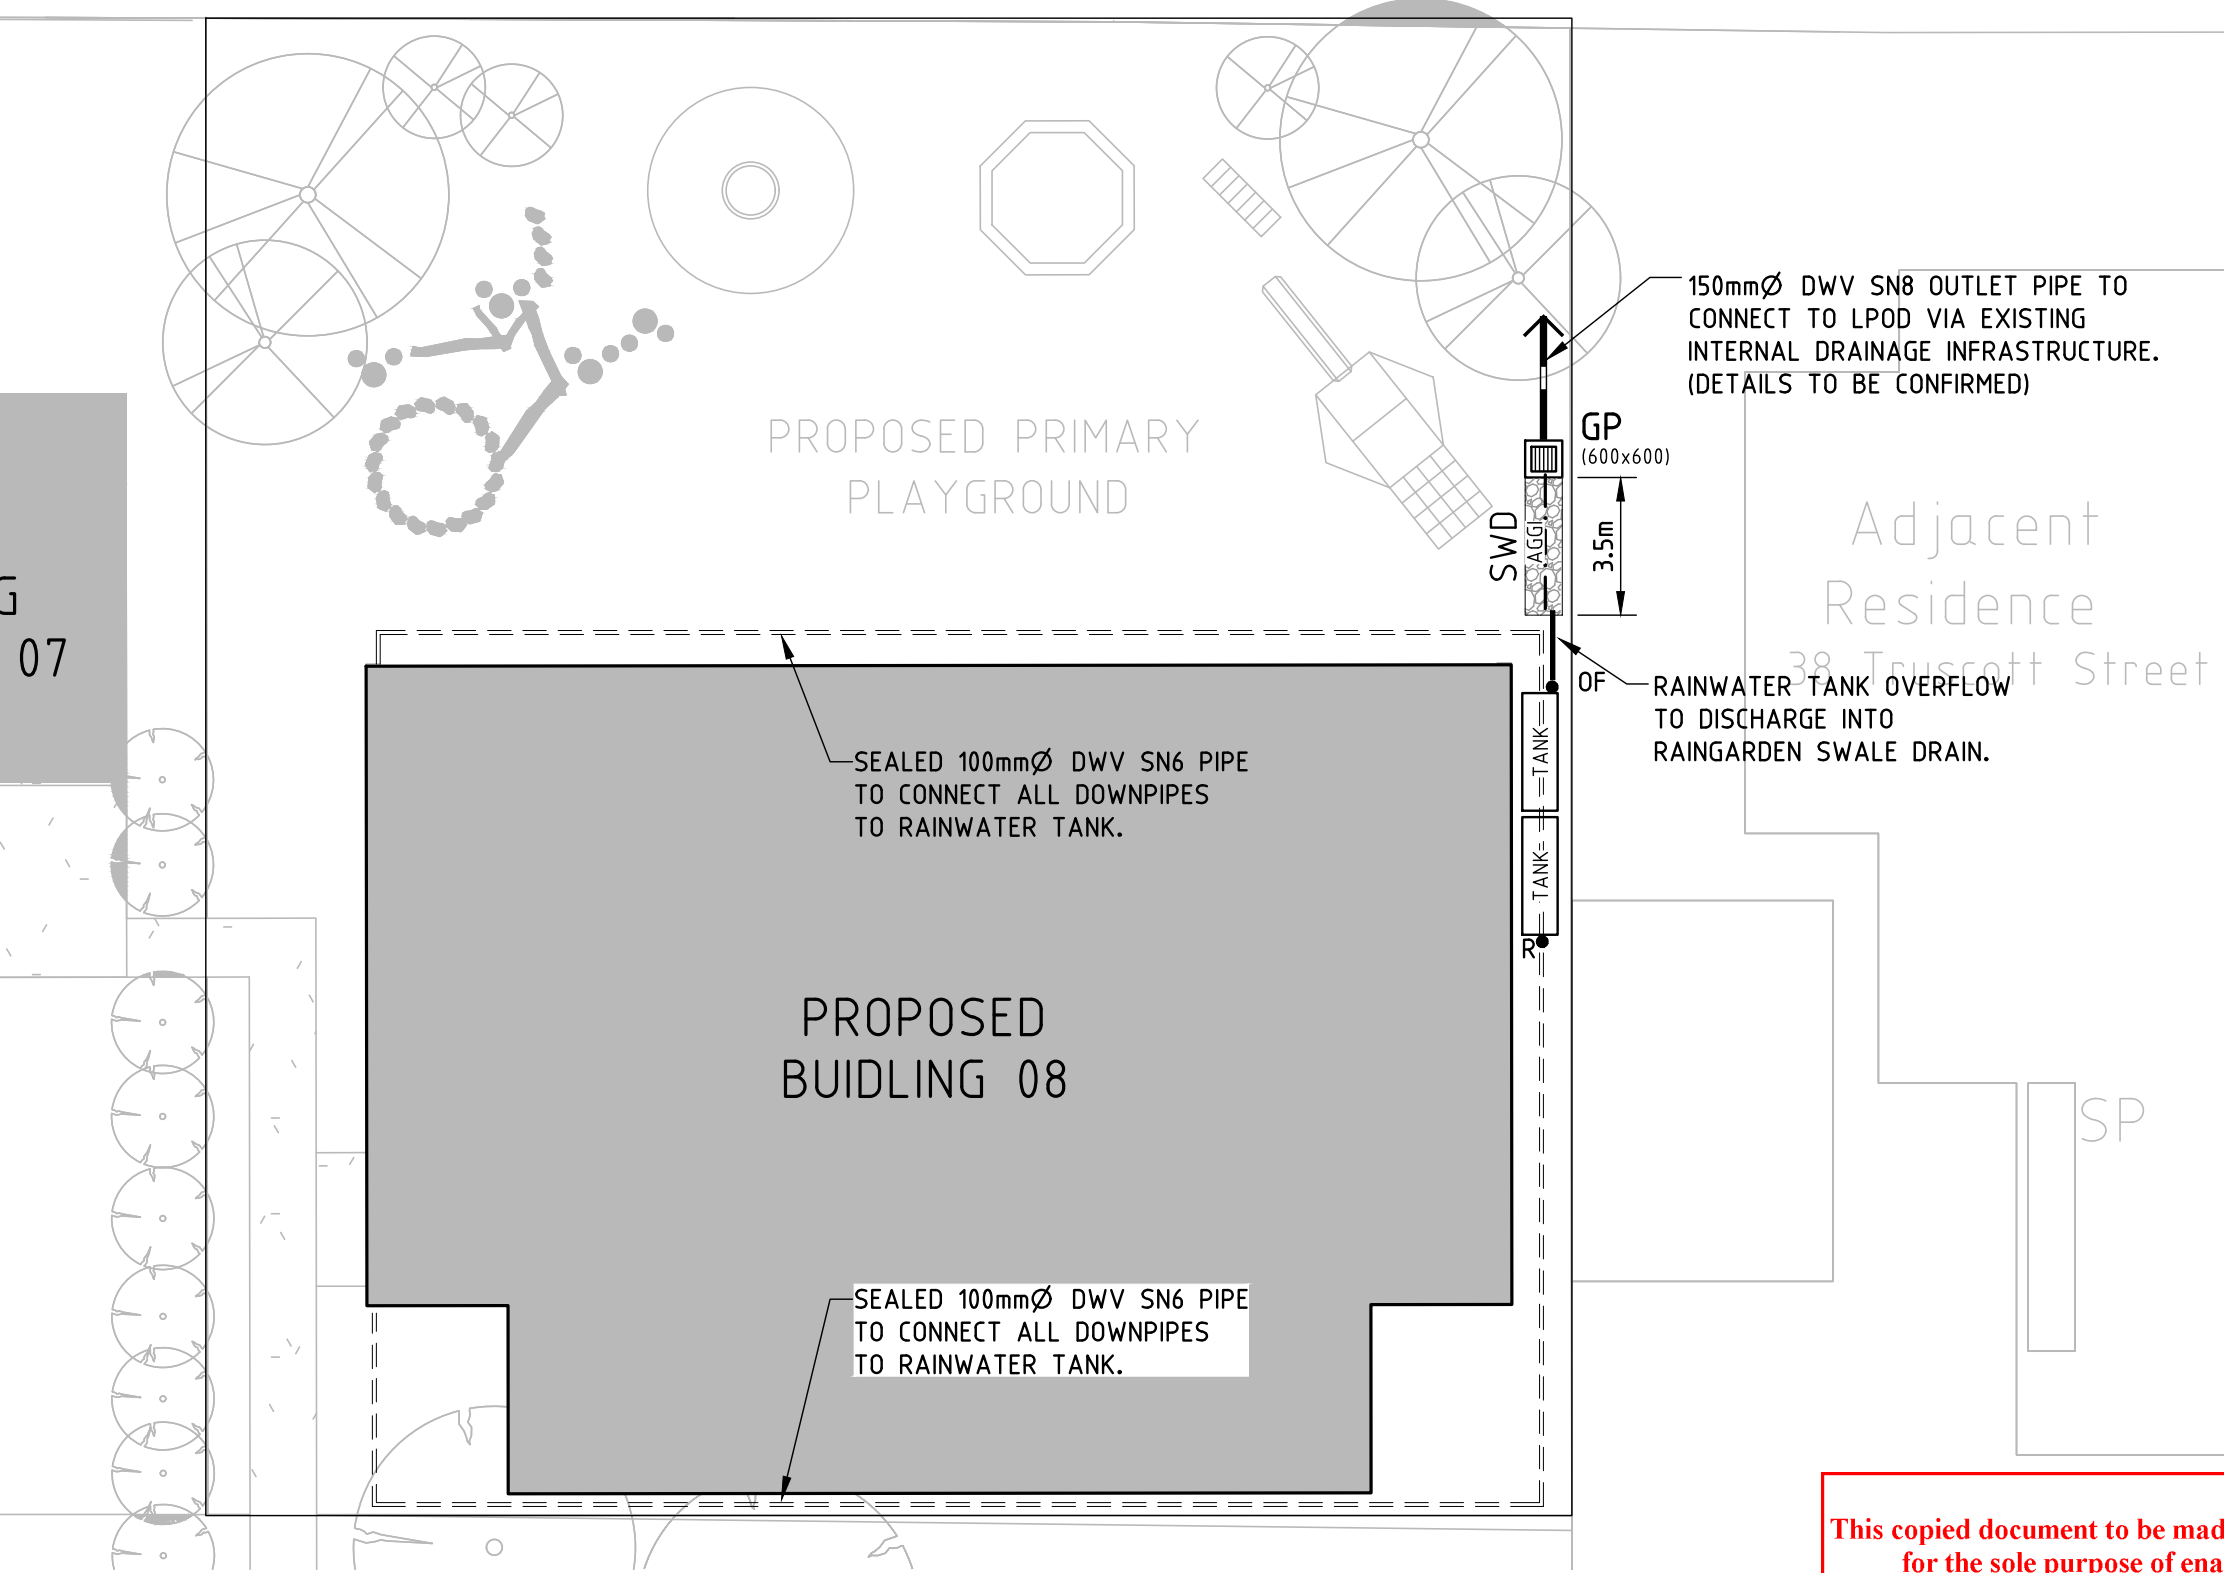 150mmØ DWV SN8 OUTLET PIPE TO
CONNECT TO LPOD VIA EXISTING
INTERNAL DRAINAGE INFRASTRUCTURE.
(DETAILS TO BE CONFIRMED)
GP
(600x600)
PROPOSED PRIMARY
PLAYGROUND
SWD
AGGI
3.5m
Adjacent
Residence
38 Truscott Street
G
07
OF
RAINWATER TANK OVERFLOW
TO DISCHARGE INTO
RAINGARDEN SWALE DRAIN.
SEALED 100mmØ DWV SN6 PIPE
TO CONNECT ALL DOWNPIPES
TO RAINWATER TANK.
TANK
TANK
R
PROPOSED
BUIDLING 08
SP
SEALED 100mmØ DWV SN6 PIPE
TO CONNECT ALL DOWNPIPES
TO RAINWATER TANK.
This copied document to be mad
for the sole purpose of ena